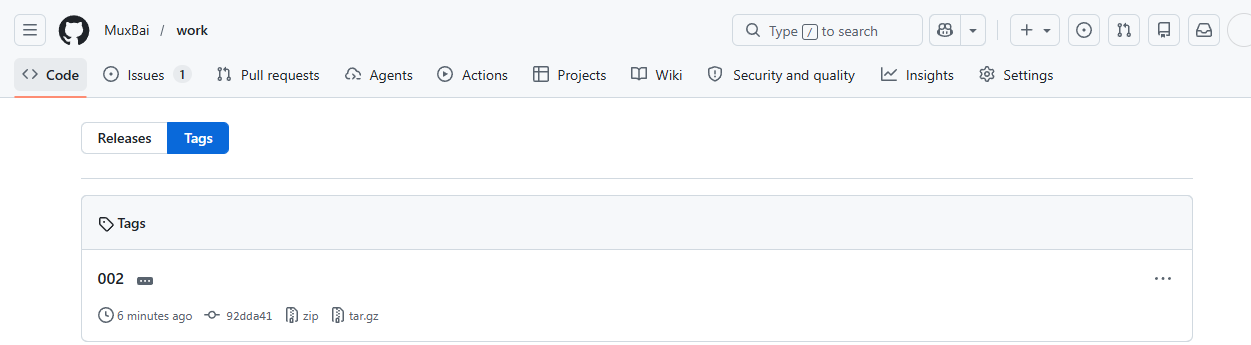 MuxBai / work Type / to search
Code Issues 1 Pull requests Agents Actions Projects Wiki Security and quality Insights Settings
Releases Tags
Tags
002
6 minutes ago 92dda41 zip tar.gz